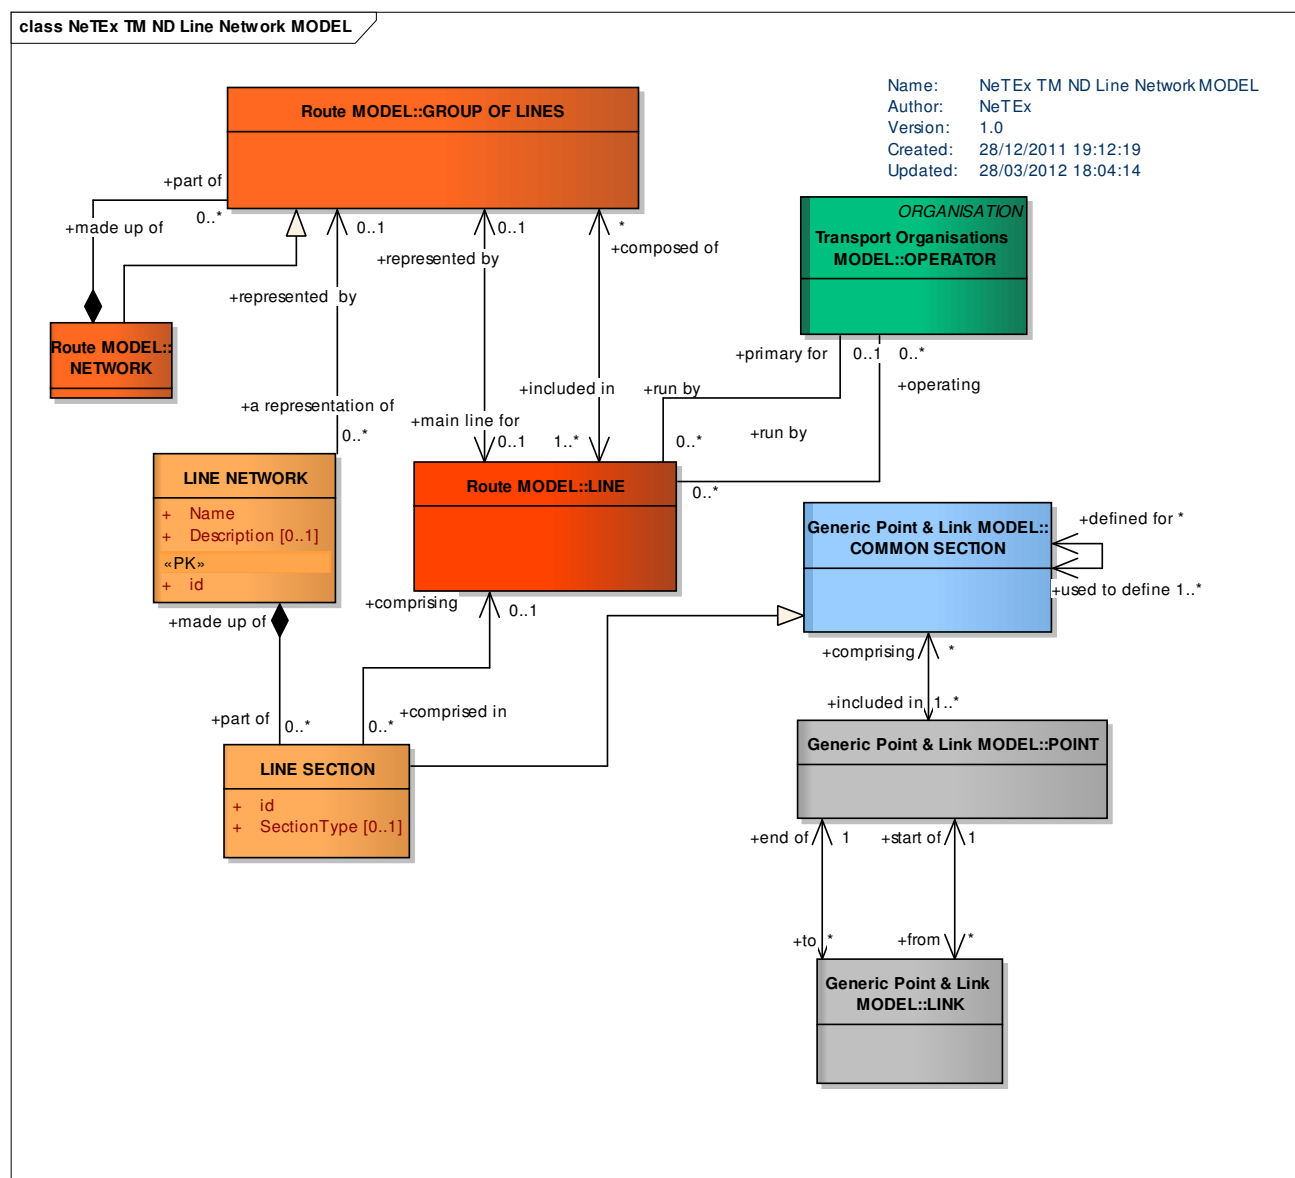 class NeTEx TM ND Line Network MODEL
Name: NeTEx TM ND Line Network MODEL
Author: NeTEx
Version: 1.0
Created: 28/12/2011 19:12:19
Updated: 28/03/2012 18:04:14
Route MODEL::GROUP OF LINES
+part of
0..*
+made up of
0..1
+represented by
0..1
+represented by
*
+composed of
ORGANISATION
Transport Organisations
MODEL::OPERATOR
Route MODEL::
NETWORK
+primary for
0..1
0..*
+operating
+run by
+included in
+a representation of
0..*
+main line for
0..1
1..*
0..*
+run by
0..*
LINE NETWORK
+ Name
+ Description [0..1]
«PK»
+ id
Route MODEL::LINE
Generic Point & Link MODEL::
COMMON SECTION
+defined for *
+used to define 1..*
+comprising
0..1
+made up of
+comprising
*
+part of
0..*
0..*
+comprised in
+included in
1..*
LINE SECTION
+ id
+ SectionType [0..1]
Generic Point & Link MODEL::POINT
+end of
1
+start of
1
+to
*
+from
*
Generic Point & Link
MODEL::LINK